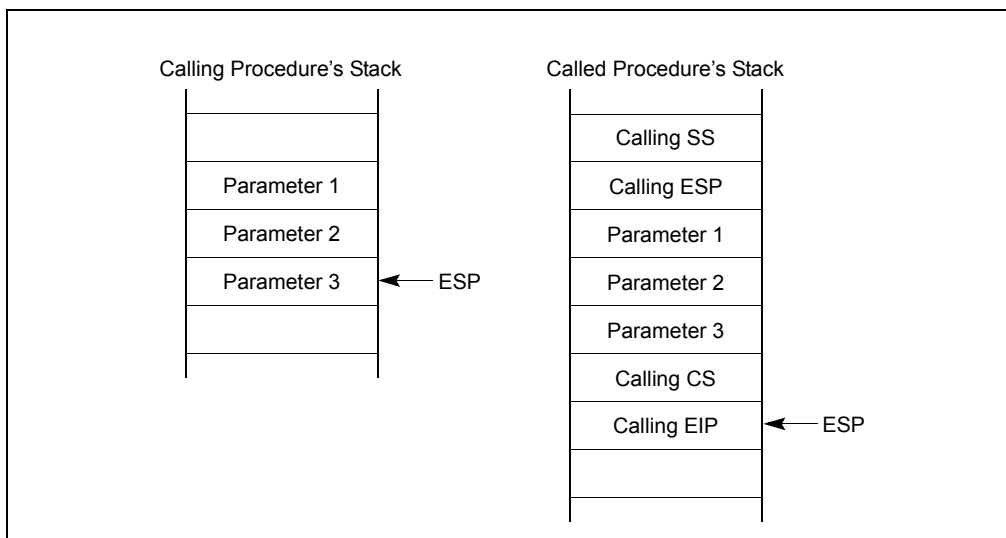 Calling Procedure’s Stack
Parameter 1
Parameter 2
Parameter 3
ESP
Called Procedure’s Stack
Calling SS
Calling ESP
Parameter 1
Parameter 2
Parameter 3
Calling CS
Calling EIP
ESP